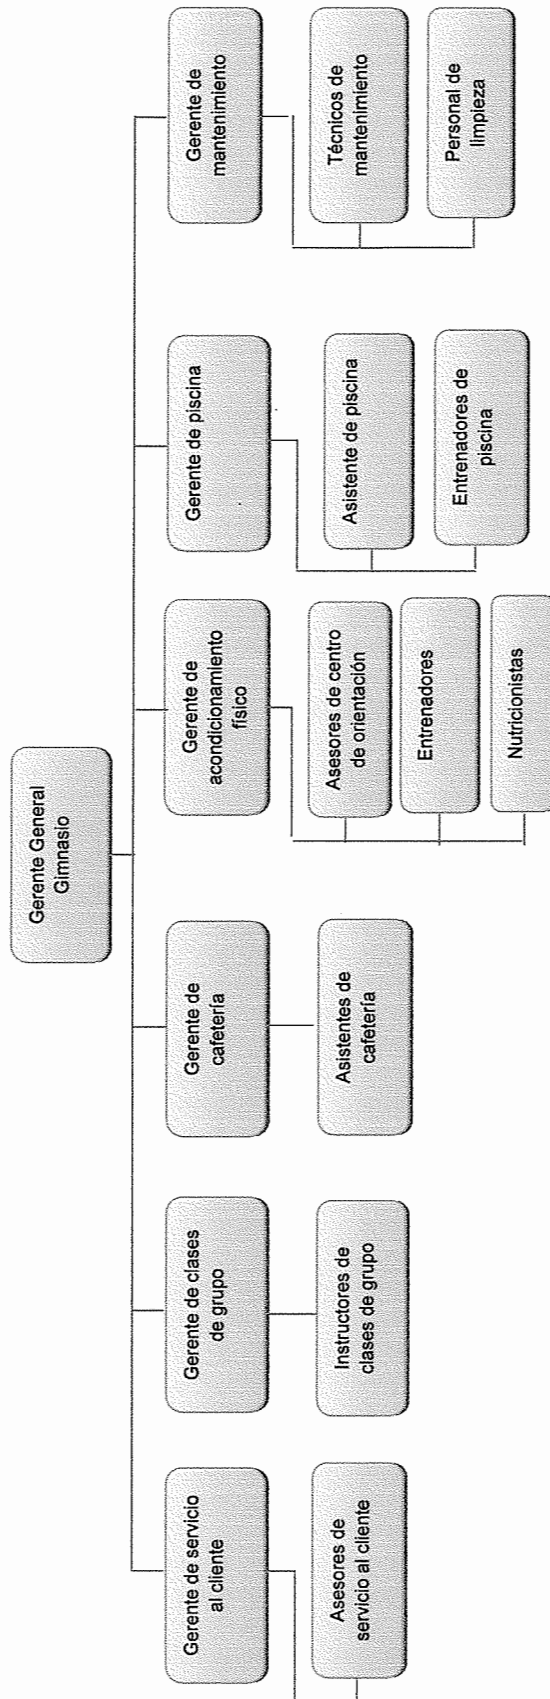 Gerente General
Gimnasio
Gerente de servicio
al cliente
Gerente de clases
de grupo
Gerente de
cafetería
Gerente de
acondicionamiento
físico
Gerente de piscina
Gerente de
mantenimiento
Asesores de
servicio al cliente
Instructores de
clases de grupo
Asistentes de
cafetería
Asesores de centro
de orientación
Entrenadores
Nutricionistas
Asistente de piscina
Entrenadores de
piscina
Técnicos de
mantenimiento
Personal de
limpieza